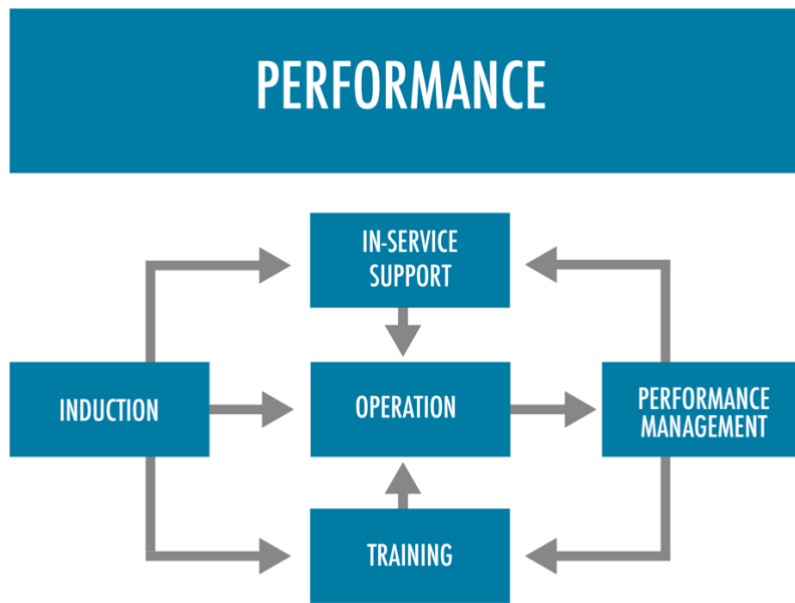 PERFORMANCE
IN-SERVICE
SUPPORT
INDUCTION
OPERATION
PERFORMANCE
MANAGEMENT
TRAINING